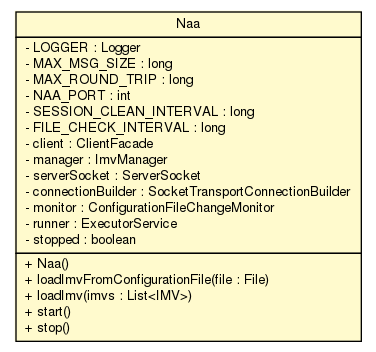 Naa
- LOGGER : Logger
- MAX_MSG_SIZE : long
- MAX_ROUND_TRIP : long
- NAA_PORT : int
- SESSION_CLEAN_INTERVAL : long
- FILE_CHECK_INTERVAL : long
- client : ClientFacade
- manager : ImvManager
- serverSocket : ServerSocket
- connectionBuilder : SocketTransportConnectionBuilder
- monitor : ConfigurationFileChangeMonitor
- runner : ExecutorService
- stopped : boolean
+ Naa()
+ loadImvFromConfigurationFile(file : File)
+ loadImv(imvs : List<IMV>)
+ start()
+ stop()